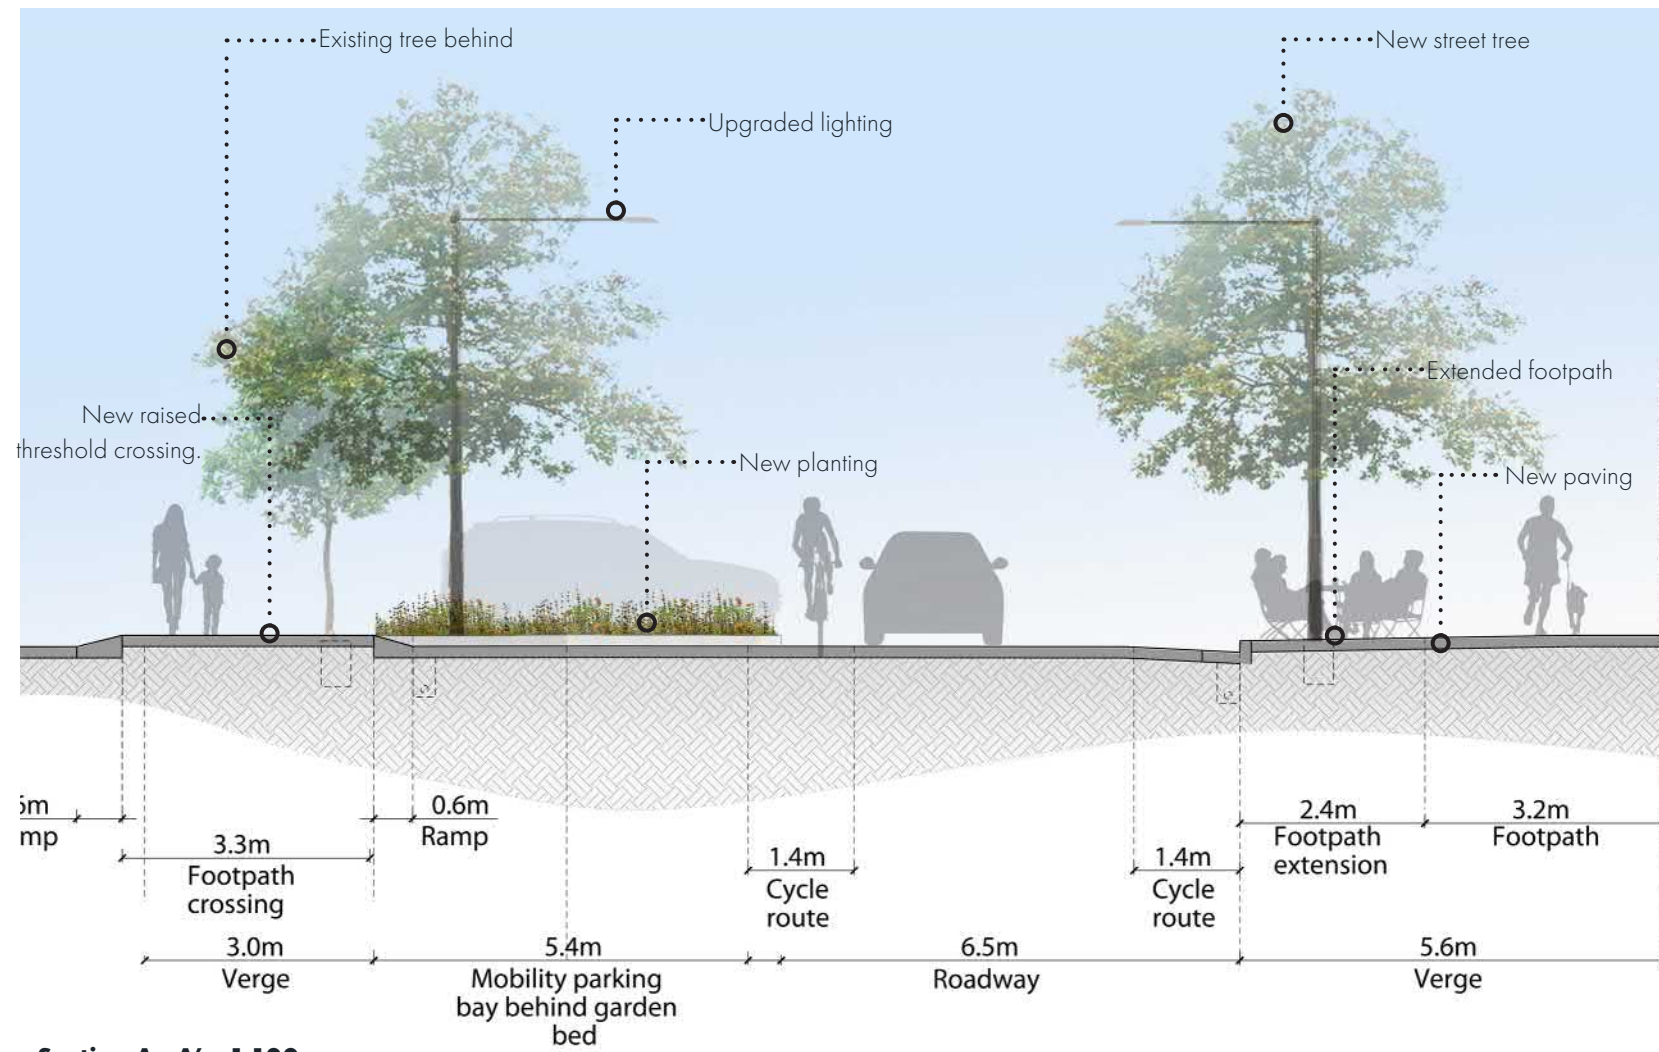 Existing tree behind
New street tree
Upgraded lighting
Extended footpath
New raised
threshold crossing.
New planting
New paving
0.6m
Ramp
3.3m
Footpath
crossing
1.4m
Cycle
route
1.4m
Cycle
route
2.4m
Footpath
extension
3.2m
Footpath
3.0m
Verge
5.4m
Mobility parking
bay behind garden
bed
6.5m
Roadway
5.6m
Verge